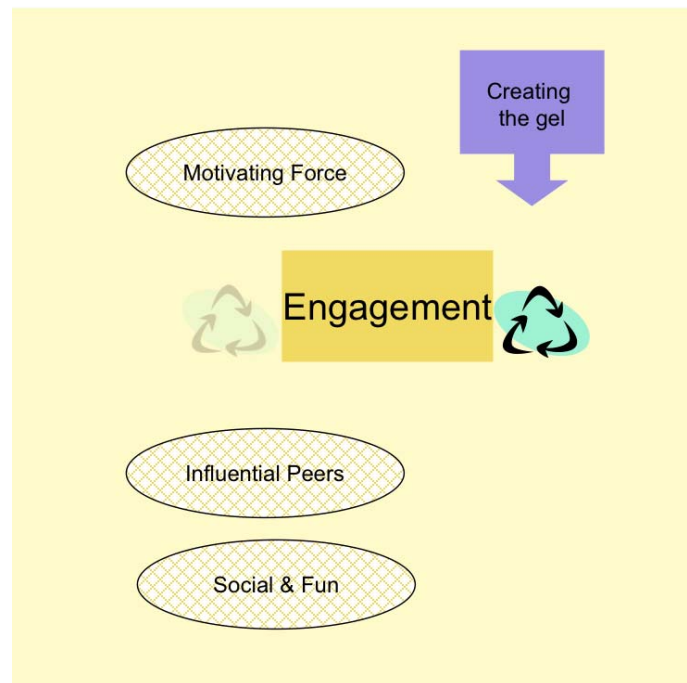 Creating
the gel
Motivating Force
Engagement
Influential Peers
Social & Fun